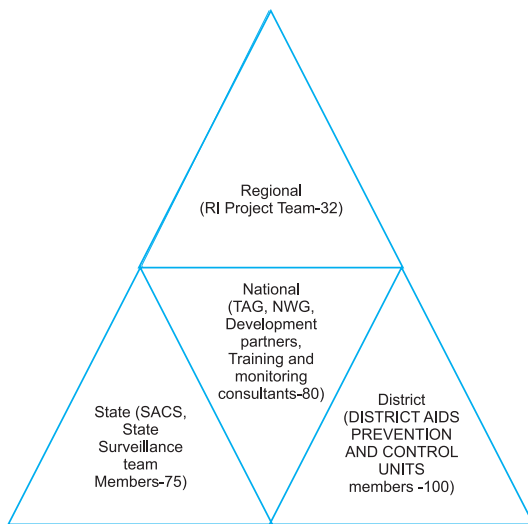 Regional
(RI Project Team-32)
National
(TAG, NWG,
Development
partners,
Training and
monitoring
consultants-80)
State (SACS,
State
Surveillance
team
Members-75)
District
(DISTRICT AIDS
PREVENTION
AND CONTROL
UNITS
members -100)